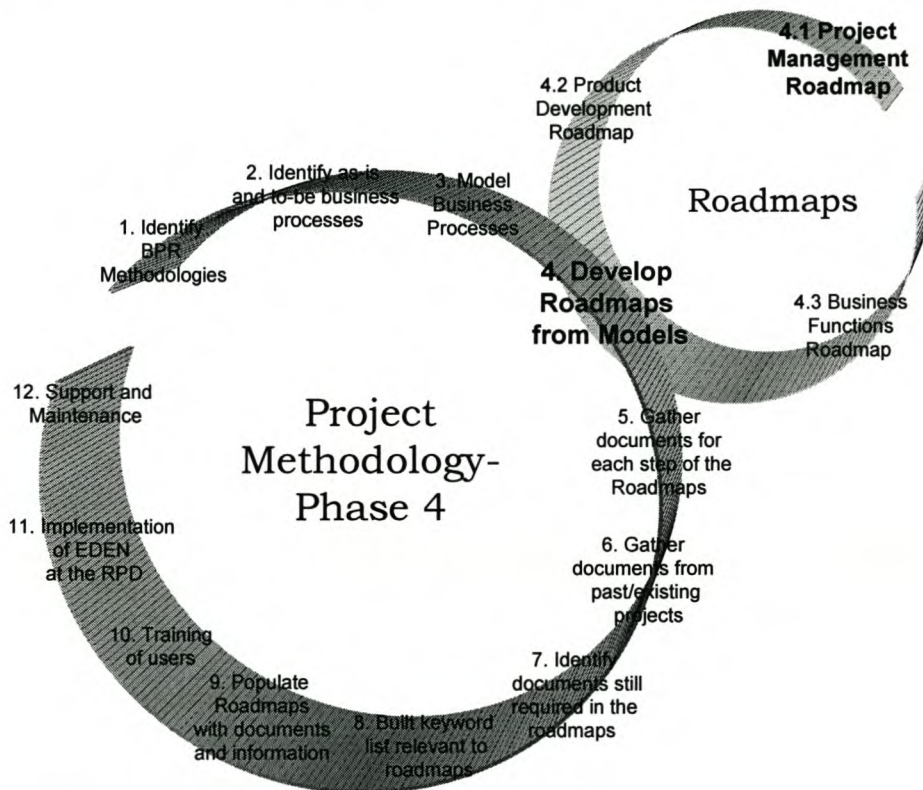 4.1 Project
Management
Roadmap
4.2 Product
Development
Roadmap
Roadmaps
4.3 Business
Functions
Roadmap
1. Identify
BPR
Methodologies
2. Identify as-is
and to-be business
processes
3. Model
Business
Processes
4. Develop
Roadmaps
from Models
5. Gather
documents for
each step of the
Roadmaps
6. Gather
documents from
past/existing
projects
7. Identify
documents still
required in the
roadmaps
8. Built keyword
list relevant to
roadmaps
9. Populate
Roadmaps
with documents
and information
10. Training
of users
11. Implementation
of EDEN
at the RPD
12. Support and
Maintenance
Project
Methodology-
Phase 4